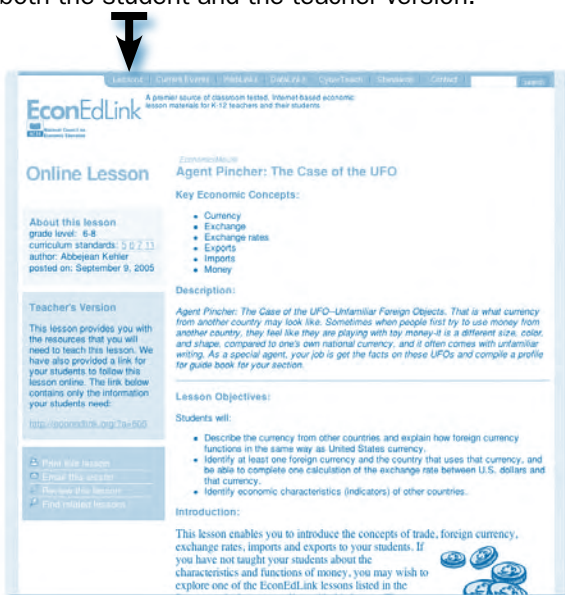 both the student and the teacher version.
Lessons Current Events WebLinks DataLinks CyberTeach Standards Contact search
EconEdLink
A premier source of classroom tested, Internet-based economic
lesson materials for K-12 teachers and their students
National Council on
Economic Education
Online Lesson
About this lesson
grade level: 6-8
curriculum standards: 5 6 7 11
author: Abbejean Kehler
posted on: September 9, 2005
Teacher's Version
This lesson provides you with
the resources that you will
need to teach this lesson. We
have also provided a link for
your students to follow this
lesson online. The link below
contains only the information
your students need:
Print this lesson
Email this lesson
Review this lesson
Find related lessons
Agent Pincher: The Case of the UFO
Key Economic Concepts:
• Currency
• Exchange
• Exchange rates
• Exports
• Imports
• Money
Description:
Agent Pincher: The Case of the UFO–Unfamiliar Foreign Objects. That is what currency
from another country may look like. Sometimes when people first try to use money from
another country, they feel like they are playing with toy money-it is a different size, color,
and shape, compared to one's own national currency, and it often comes with unfamiliar
writing. As a special agent, your job is get the facts on these UFOs and compile a profile
for guide book for your section.
Lesson Objectives:
Students will:
• Describe the currency from other countries and explain how foreign currency
functions in the same way as United States currency.
• Identify at least one foreign currency and the country that uses that currency, and
be able to complete one calculation of the exchange rate between U.S. dollars and
that currency.
• Identify economic characteristics (indicators) of other countries.
Introduction:
This lesson enables you to introduce the concepts of trade, foreign currency,
exchange rates, imports and exports to your students. If
you have not taught your students about the
characteristics and functions of money, you may wish to
explore one of the EconEdLink lessons listed in the